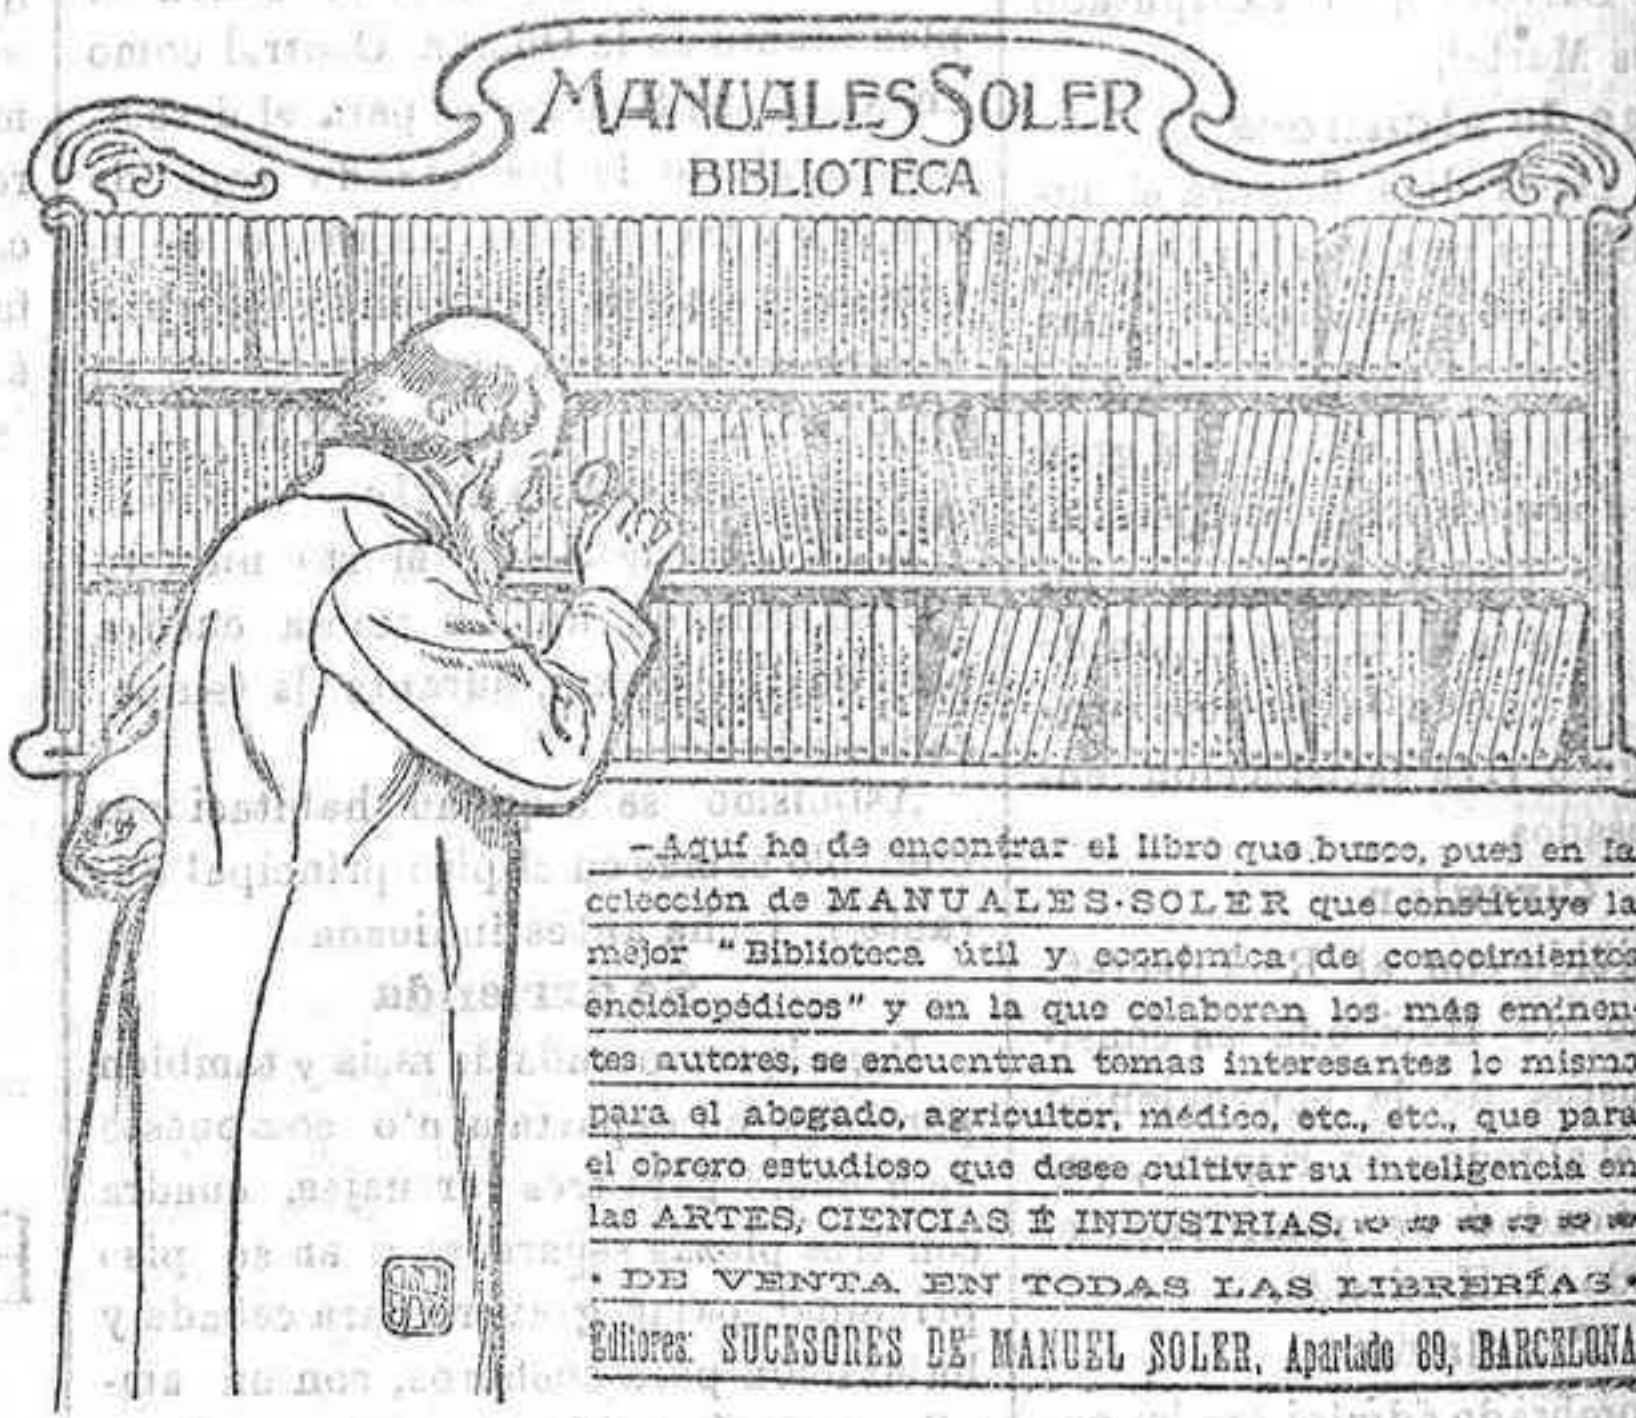 MANUALES SOLER
BIBLIOTECA
—Aquí he de encontrar el libro que busco, pues en la
colección de MANUALES-SOLER que constituye la
mejor "Biblioteca útil y económica de conocimientos
enciclopédicos" y en la que colaboran los más eminen-
tes autores, se encuentran temas interesantes lo mismo
para el abogado, agricultor, médico, etc., etc., que para
el obrero estudioso que desee cultivar su inteligencia en
las ARTES, CIENCIAS É INDUSTRIAS.
· DE VENTA EN TODAS LAS LIBRERÍAS ·
Editores: SUCESORES DE MANUEL SOLER, Apartado 89, BARCELONA